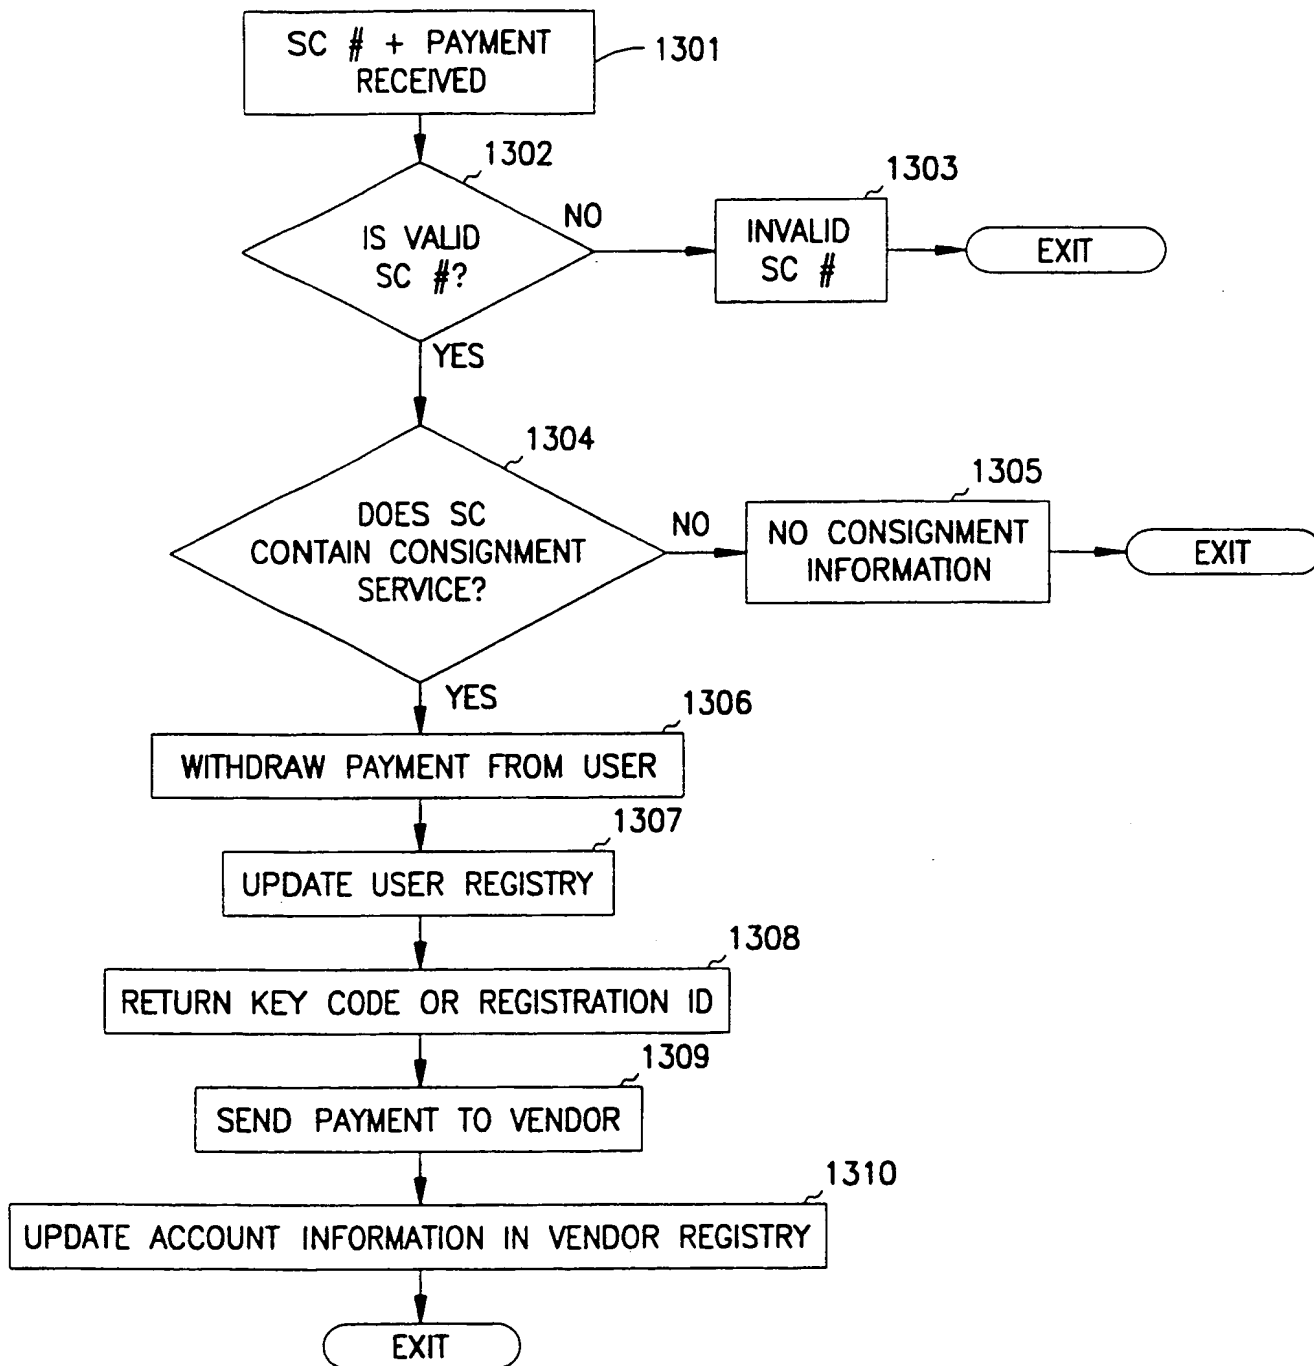 SC # + PAYMENT
RECEIVED
1301
1302
IS VALID
SC #?
NO
1303
INVALID
SC #
EXIT
YES
1304
DOES SC
CONTAIN CONSIGNMENT
SERVICE?
NO
1305
NO CONSIGNMENT
INFORMATION
EXIT
YES
1306
WITHDRAW PAYMENT FROM USER
1307
UPDATE USER REGISTRY
1308
RETURN KEY CODE OR REGISTRATION ID
1309
SEND PAYMENT TO VENDOR
1310
UPDATE ACCOUNT INFORMATION IN VENDOR REGISTRY
EXIT